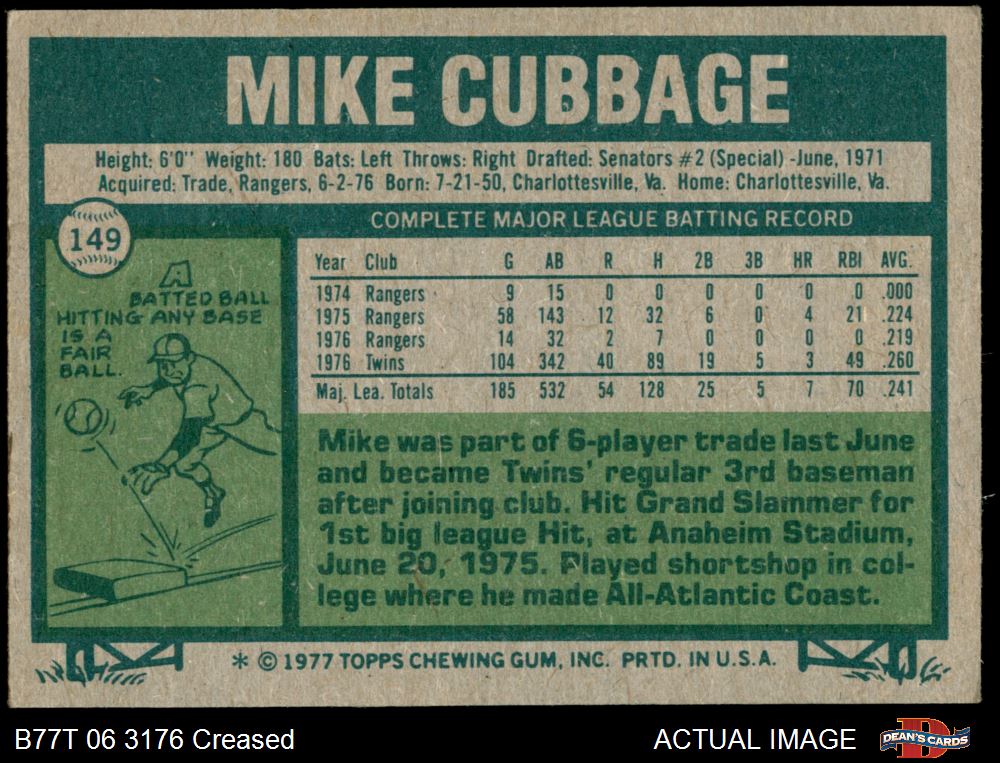 MIKE CUBBAGE
Height: 6'0" Weight: 180 Bats: Left Throws: Right Drafted: Senators #2 (Special) -June, 1971
Acquired: Trade, Rangers, 6-2-76 Born: 7-21-50, Charlottesville, Va. Home: Charlottesville, Va.
149
COMPLETE MAJOR LEAGUE BATTING RECORD
Year Club G AB R H 2B 3B HR RBI AVG.
1974 Rangers 9 15 0 0 0 0 0 0 .000
1975 Rangers 58 143 12 32 6 0 4 21 .224
1976 Rangers 14 32 2 7 0 0 0 0 .219
1976 Twins 104 342 40 89 19 5 3 49 .260
Maj. Lea. Totals 185 532 54 128 25 5 7 70 .241
A
BATTED BALL
HITTING ANY BASE
IS A
FAIR
BALL.
Mike was part of 6-player trade last June
and became Twins' regular 3rd baseman
after joining club. Hit Grand Slammer for
1st big league Hit, at Anaheim Stadium,
June 20, 1975. Played shortshop in col-
lege where he made All-Atlantic Coast.
* © 1977 TOPPS CHEWING GUM, INC. PRTD. IN U.S.A.
B77T 06 3176 Creased
ACTUAL IMAGE
D
DEAN'S CARDS